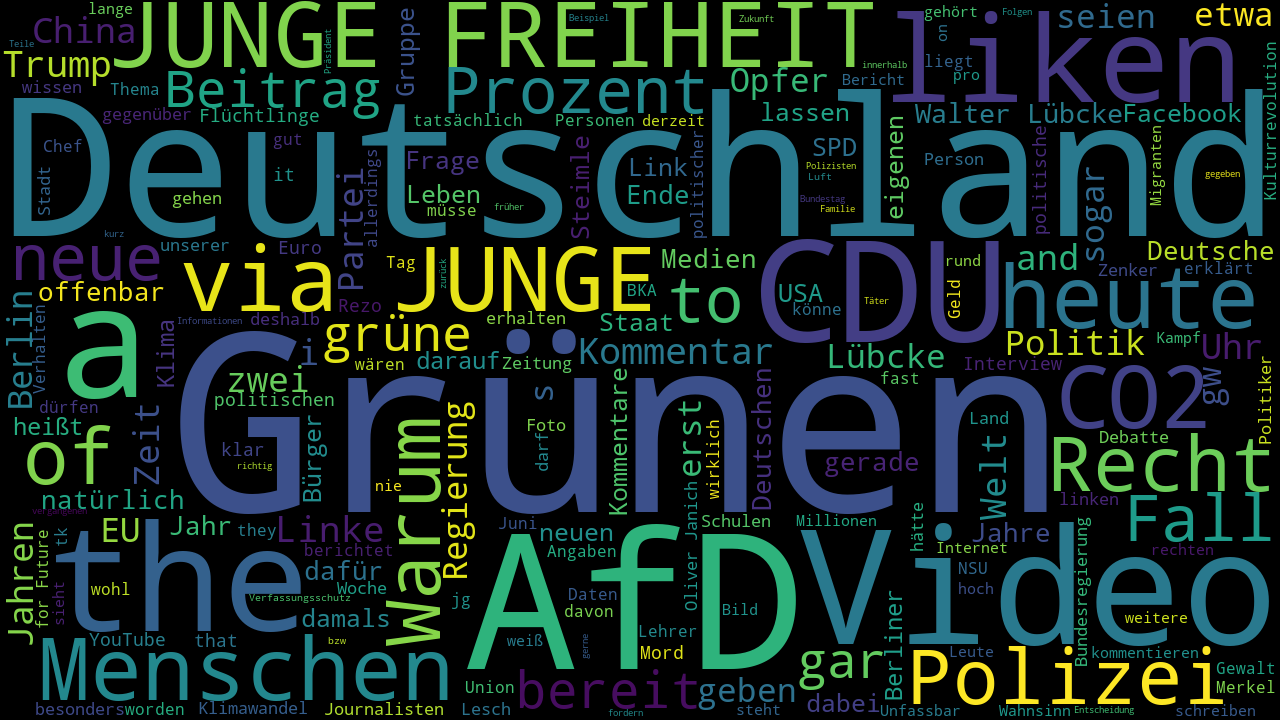 lange
China
JUNGE FREIHEIT
Beispiel
Zukunft
gehört
Folgen
seien
etwa
Teile
Trump
Präsident
Gruppe
liken
on
Kulturrevolution
wissen
Thema
Beitrag
Prozent
Opfer
innerhalb
Bericht
liegt
pro
gegenüber
Flüchtlinge
tatsächlich
Personen
derzeit
lassen
Walter Lübcke
Facebook
Deutschland
Chef
gut
Stadt
it
gehen
allerdings
Frage
Leben
müsse
früher
Steimle
Link
Ende
politischer
SPD
Polizisten
Luft
Bundestag
Familie
eigenen
Person
politische
sogar
Migranten
gegeben
kurz
neue
unserer
Euro
Partei
via
JUNGE
Tag
zurück
Medien
to
CDU
USA
Täter
könne
rund
Geld
and
Deutsche
Zenker
erklärt
heute
offenbar
Rezo
BKA
Berlin
Verhalten
a
Informationen
deshalb
Klima
grüne
erhalten
Staat
Kommentar
Lübcke
Politik
Kampf
Uhr
i
wären
darauf
Zeitung
fast
Interview
zwei
politischen
s
CO2
gw
Politiker
dürfen
heißt
Grünen
zeit
Bürger
klar
richtig
warum
Regierung
Foto
darf
Kommentare
erst
wirklich
Deutschen
gerade
Land
Welt
Debatte
Recht
linken
of
natürlich
nie
vergangenen
Jahren
EU
Jahr
they
Linke
Juni
neuen
Schulen
Millionen
hätte
Jahre
Fall
tk
for Future
sieht
the
berichtet
dafür
Angaben
Oliver Janich
AfD
Video
Internet
NSU
hoch
rechten
Bundesregierung
wohl
Verfassungsschutz
Woche
jg
Daten
davon
Bild
weitere
damals
YouTube
that
bzw
weiß
gerne
Lehrer
Mord
gar
Berliner
Leute
kommentieren
Menschen
Union
bereit
geben
dabei
Polizei
Gewalt
Merkel
besonders
worden
Klimawandel
Journalisten
Lesch
fordern
steht
Unfassbar
Wahnsinn
Entscheidung
schreiben